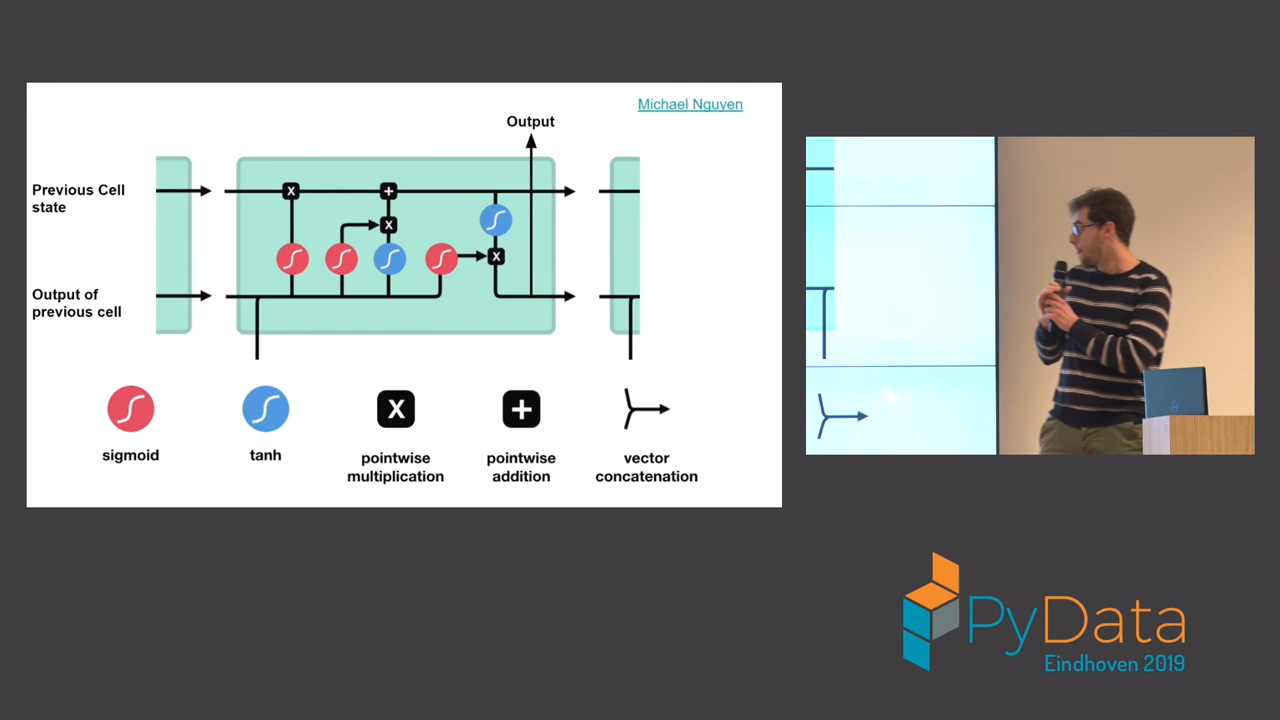 Michael Nguyen
Output
Previous Cell
state
Output of
previous cell
X
+
X
X
sigmoid
tanh
X
+
pointwise
multiplication
pointwise
addition
vector
concatenation
PyData
Eindhoven 2019